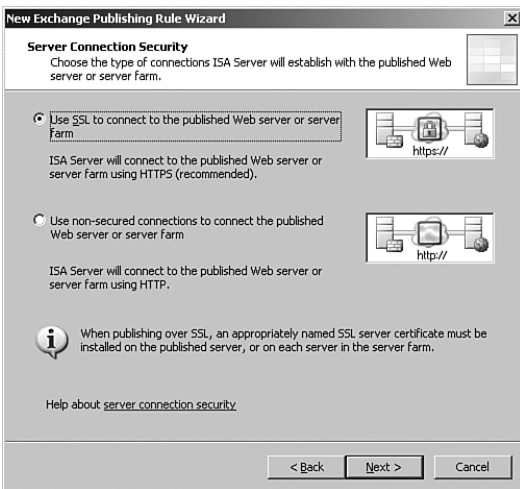 New Exchange Publishing Rule Wizard
Server Connection Security
Choose the type of connections ISA Server will establish with the published Web
server or server farm.
Use SSL to connect to the published Web server or server
farm
https://
ISA Server will connect to the published Web server or
server farm using HTTPS (recommended).
Use non-secured connections to connect the published
Web server or server farm
http://
ISA Server will connect to the published Web server or
server farm using HTTP.
When publishing over SSL, an appropriately named SSL server certificate must be
installed on the published server, or on each server in the server farm.
Help about server connection security
< Back
Next >
Cancel